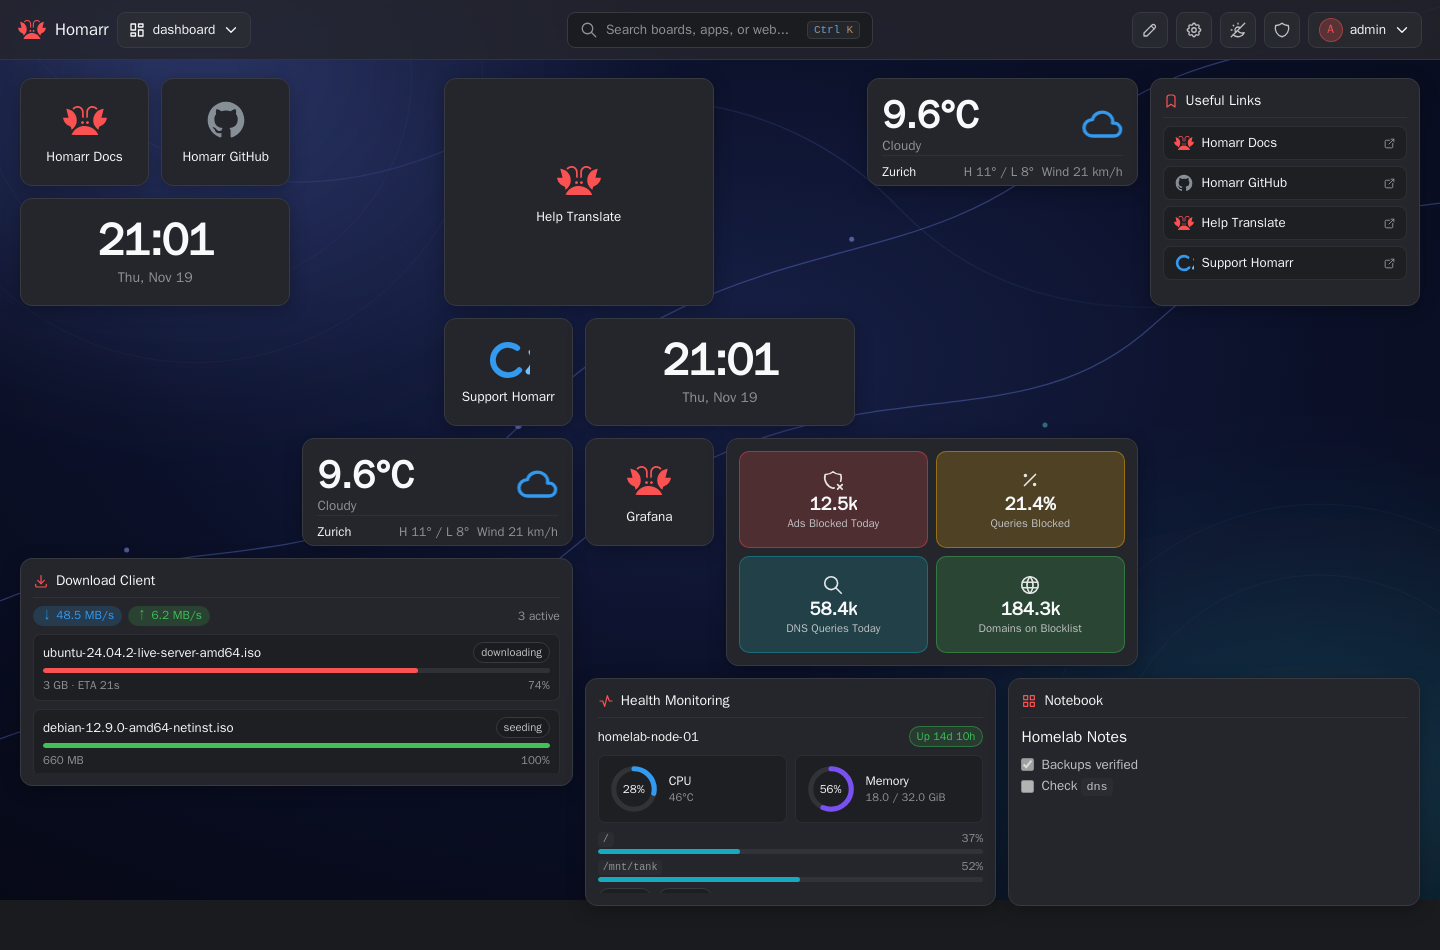 Homarr
dashboard
Search boards, apps, or web...
Ctrl K
A
admin
Homarr Docs
Homarr GitHub
21:01
Thu, Nov 19
Help Translate
9.6°C
Cloudy
Zurich
H 11° / L 8° Wind 21 km/h
Useful Links
Homarr Docs
Homarr GitHub
Help Translate
Support Homarr
Support Homarr
21:01
Thu, Nov 19
9.6°C
Cloudy
Zurich
H 11° / L 8° Wind 21 km/h
Grafana
12.5k
Ads Blocked Today
21.4%
Queries Blocked
58.4k
DNS Queries Today
184.3k
Domains on Blocklist
Download Client
↓ 48.5 MB/s
↑ 6.2 MB/s
3 active
ubuntu-24.04.2-live-server-amd64.iso
downloading
3 GB · ETA 21s
74%
debian-12.9.0-amd64-netinst.iso
seeding
660 MB
100%
Health Monitoring
homelab-node-01
Up 14d 10h
28%
CPU
46°C
56%
Memory
18.0 / 32.0 GiB
/
37%
/mnt/tank
52%
Notebook
Homelab Notes
Backups verified
Check dns